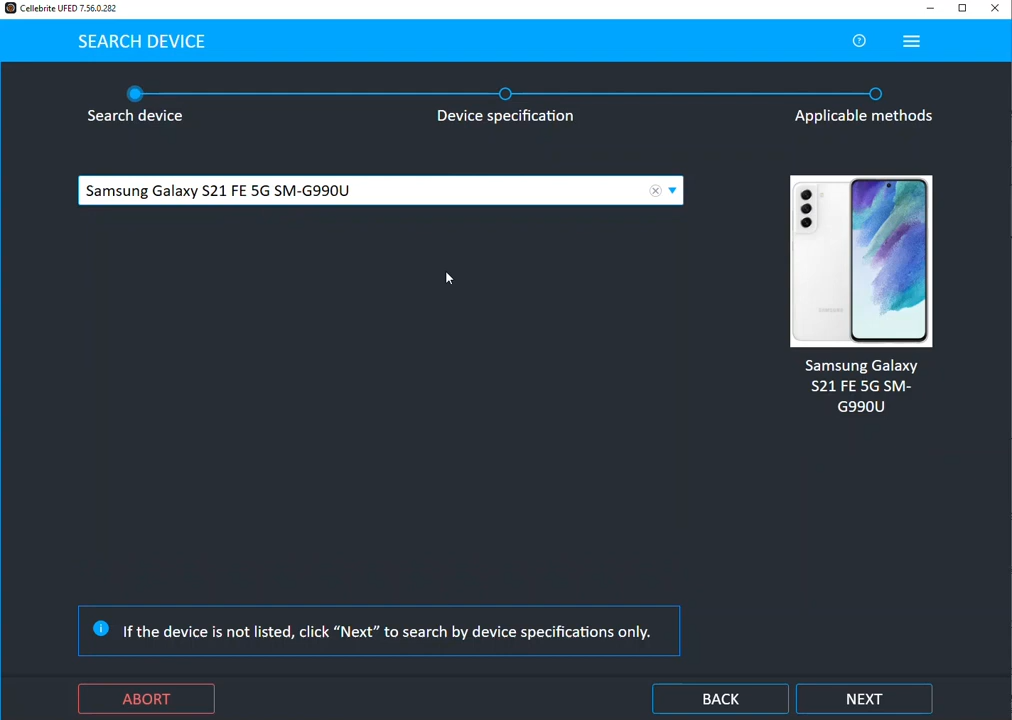 Cellebrite UFED 7.56.0.282
SEARCH DEVICE
Search device
Device specification
Applicable methods
Samsung Galaxy S21 FE 5G SM-G990U
SAMSUNG
Samsung Galaxy
S21 FE 5G SM-
G990U
If the device is not listed, click “Next” to search by device specifications only.
ABORT
BACK
NEXT